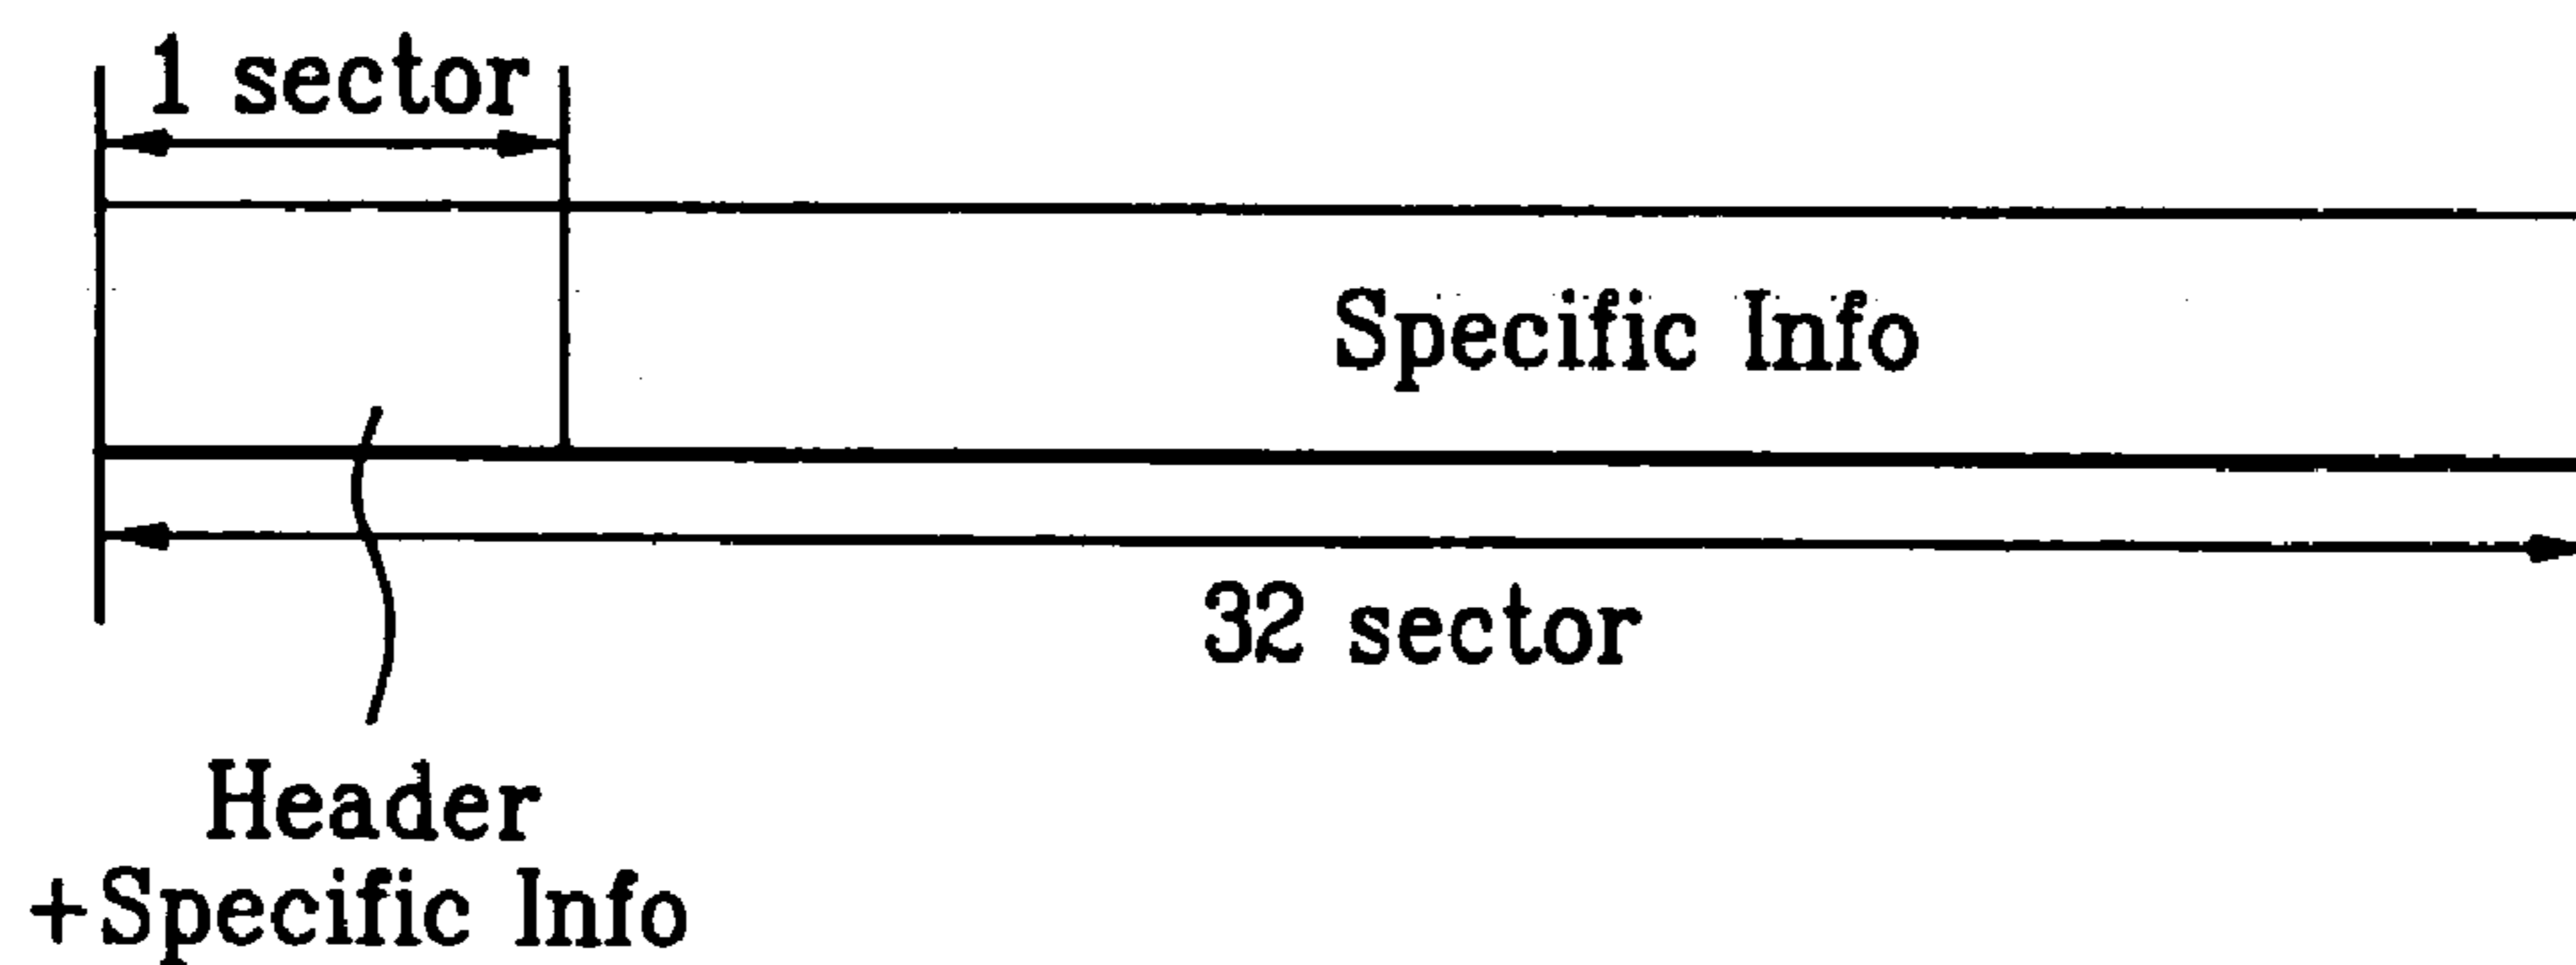 1 sector
Specific Info
32 sector
Header
+Specific Info